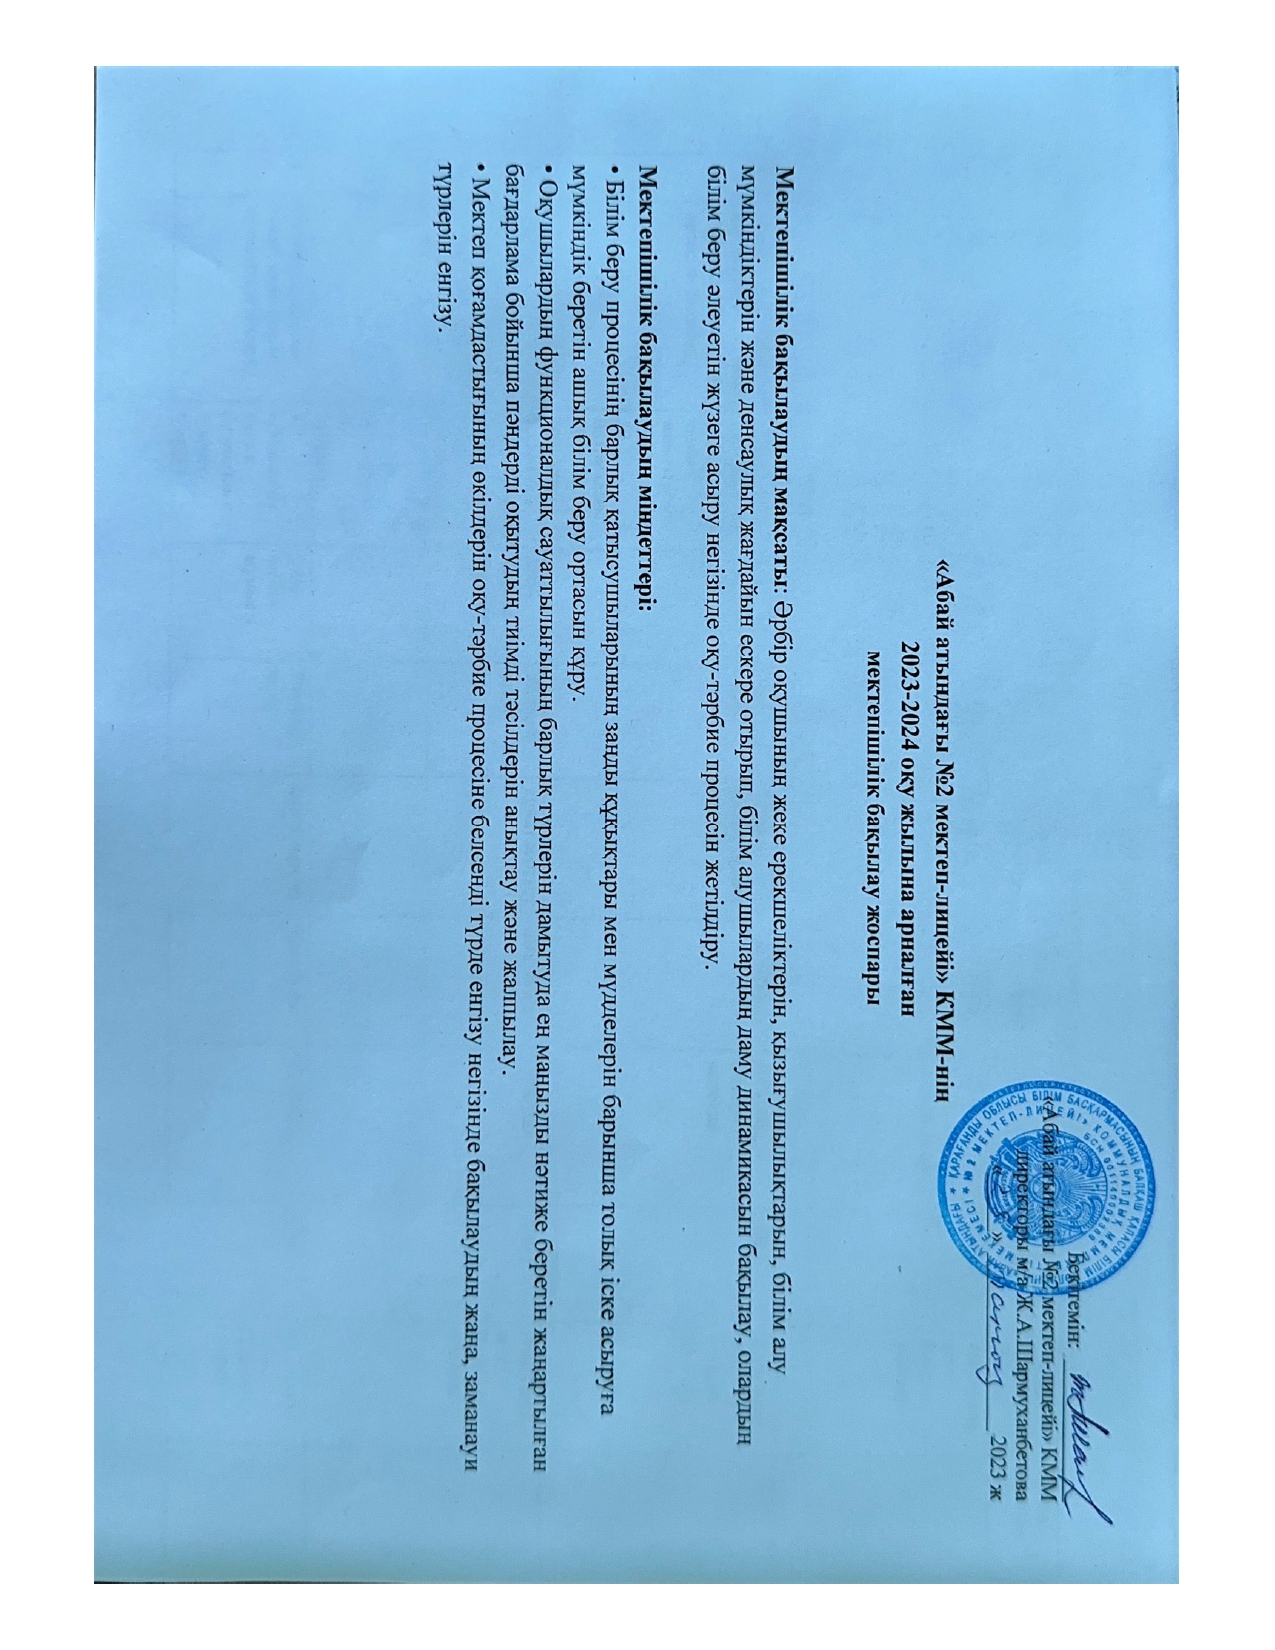 Бекітемін:
«Абай атындағы №2 мектеп-лицейі» КММ
директоры м/а Ж.А.Шармуханбетова
2023 ж
«Абай атындағы №2 мектеп-лицейі» КММ-нің
2023-2024 оқу жылына арналған
мектепішілік бақылау жоспары
Мектепішілік бақылаудың мақсаты: Әрбір оқушының жеке ерекшеліктерін, қызығушылықтарын, білім алу
мүмкіндіктерін және денсаулық жағдайын ескере отырып, білім алушылардың даму динамикасын бақылау, олардың
білім беру әлеуетін жүзеге асыру негізінде оқу-тәрбие процесін жетілдіру.
Мектепішілік бақылаудың міндеттері:
• Білім беру процесінің барлық қатысушыларының заңды құқықтары мен мүдделерін барынша толық іске асыруға
мүмкіндік беретін ашық білім беру ортасын құру.
• Оқушылардың функционалдық сауаттылығының барлық түрлерін дамытуда ең маңызды нәтиже беретін жаңартылған
бағдарлама бойынша пәндерді оқытудың тиімді тәсілдерін анықтау және жалпылау.
• Мектеп қоғамдастығының өкілдерін оқу-тәрбие процесіне белсенді түрде енгізу негізінде бақылаудың жаңа, заманауи
түрлерін енгізу.